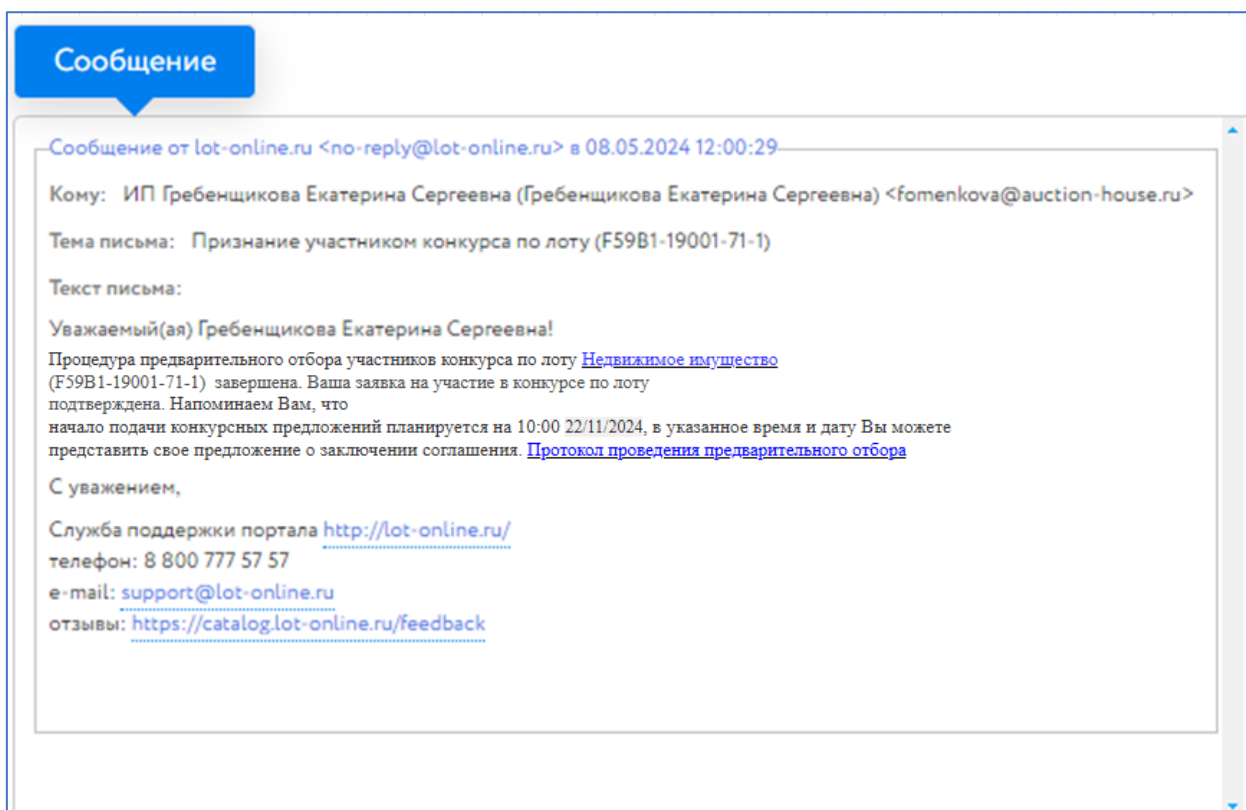 Сообщение
Сообщение от lot-online.ru <no-reply@lot-online.ru> в 08.05.2024 12:00:29
Кому: ИП Гребенщикова Екатерина Сергеевна (Гребенщикова Екатерина Сергеевна) <fomenkova@auction-house.ru>
Тема письма: Признание участником конкурса по лоту (F59B1-19001-71-1)
Текст письма:
Уважаемый(ая) Гребенщикова Екатерина Сергеевна!
Процедура предварительного отбора участников конкурса по лоту Недвижимое имущество
(F59B1-19001-71-1) завершена. Ваша заявка на участие в конкурсе по лоту
подтверждена. Напоминаем Вам, что
начало подачи конкурсных предложений планируется на 10:00 22/11/2024, в указанное время и дату Вы можете
представить свое предложение о заключении соглашения. Протокол проведения предварительного отбора
С уважением,
Служба поддержки портала http://lot-online.ru/
телефон: 8 800 777 57 57
e-mail: support@lot-online.ru
отзывы: https://catalog.lot-online.ru/feedback